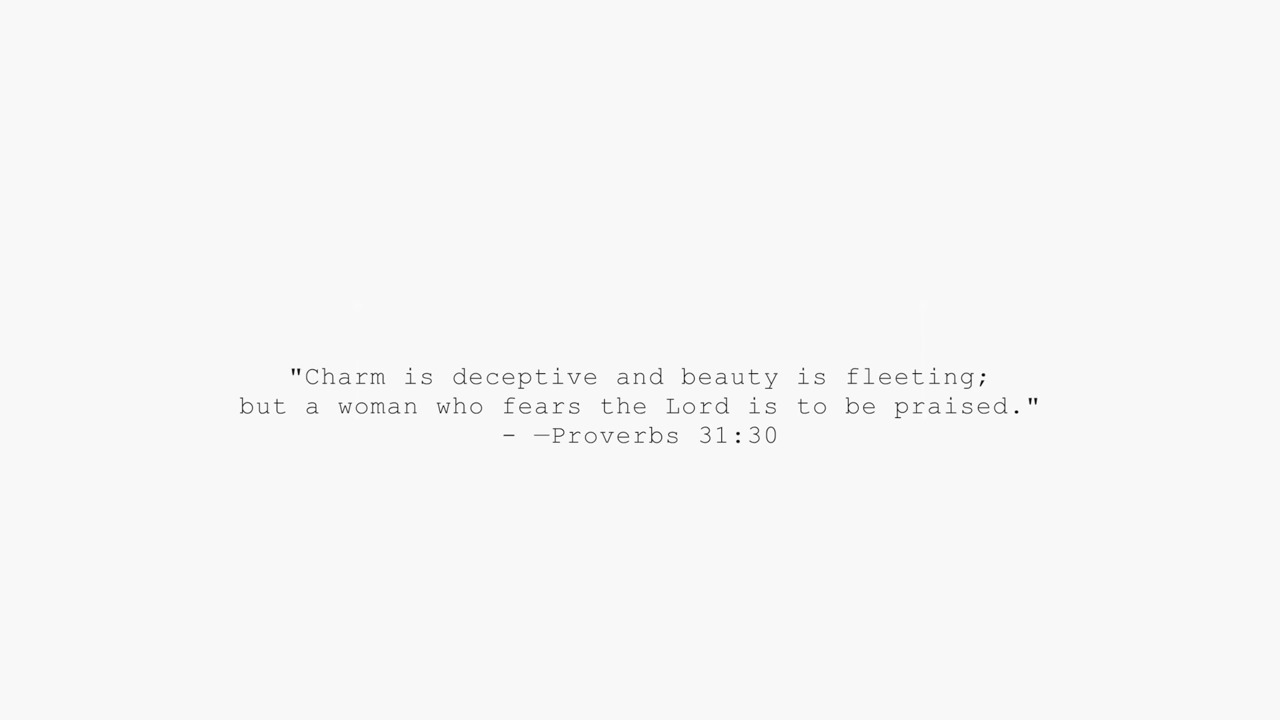 "Charm is deceptive and beauty is fleeting;
but a woman who fears the Lord is to be praised."
- —Proverbs 31:30